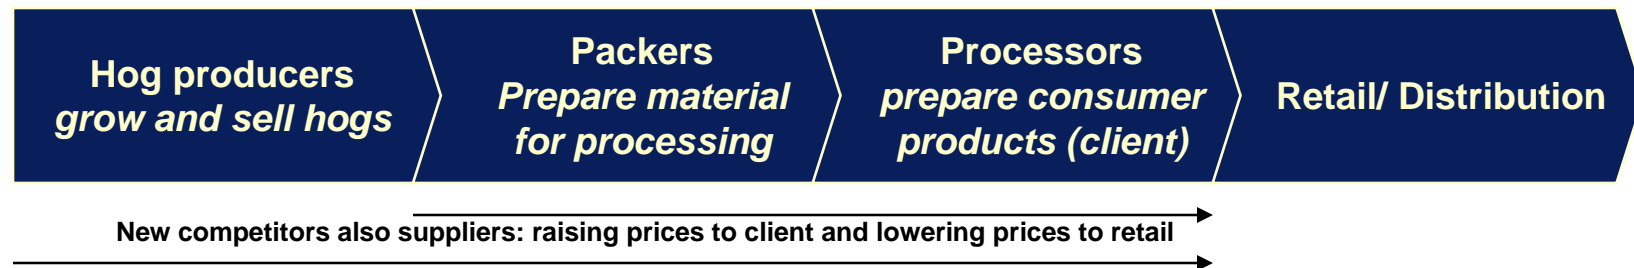 Hog producers
grow and sell hogs
Packers
Prepare material
for processing
Processors
prepare consumer
products (client)
Retail/ Distribution
New competitors also suppliers: raising prices to client and lowering prices to retail